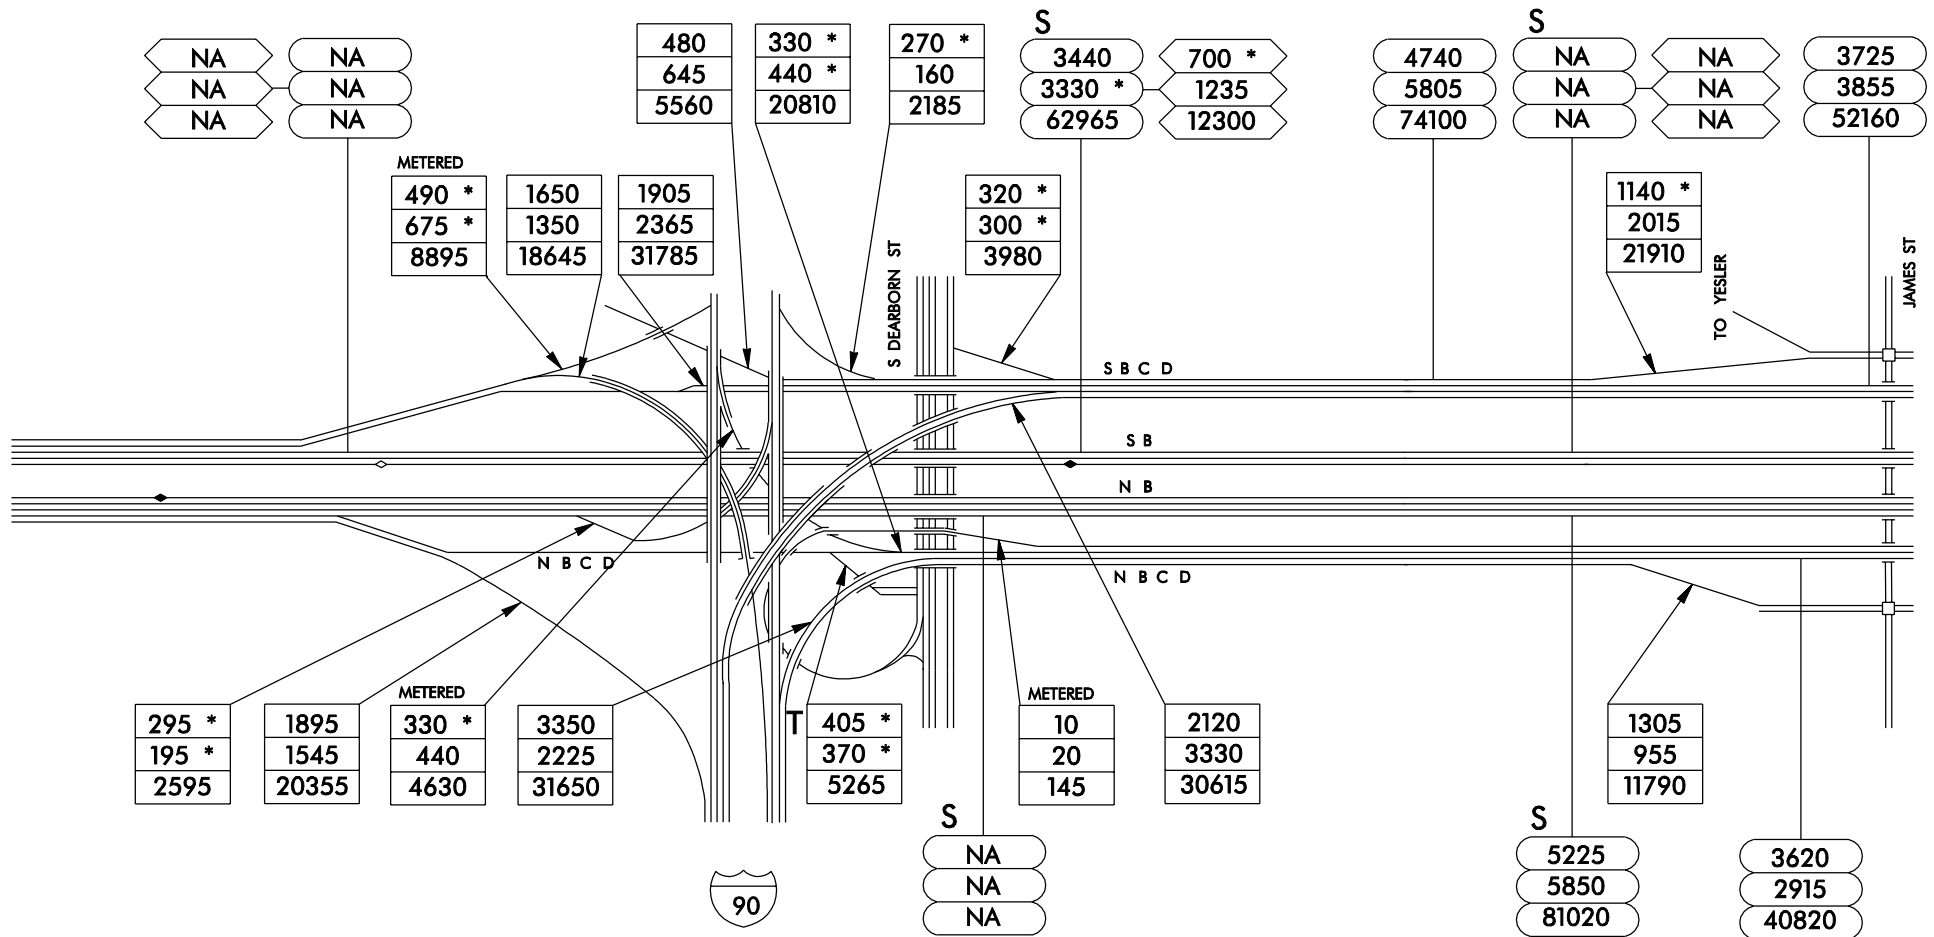 S
S
NA
NA
NA
NA
NA
NA
480
645
5560
330 *
440 *
20810
270 *
160
2185
3440
3330 *
62965
700 *
1235
12300
4740
5805
74100
NA
NA
NA
NA
NA
NA
3725
3855
52160
METERED
490 *
675 *
8895
1650
1350
18645
1905
2365
31785
S DEARBORN ST
320 *
300 *
3980
1140 *
2015
21910
TO YESLER
JAMES ST
S B C D
S B
N B
N B C D
N B C D
295 *
195 *
2595
1895
1545
20355
METERED
330 *
440
4630
3350
2225
31650
T
405 *
370 *
5265
METERED
10
20
145
2120
3330
30615
1305
955
11790
90
S
NA
NA
NA
S
5225
5850
81020
3620
2915
40820